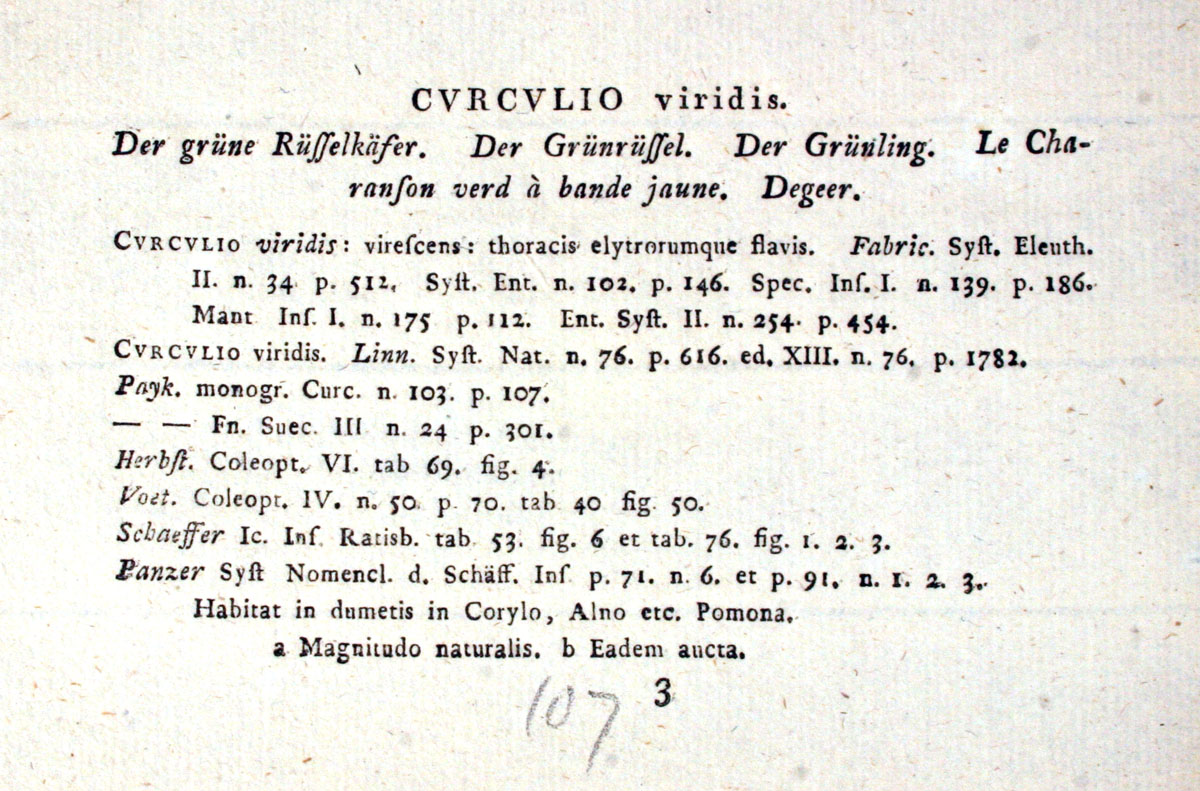 CVRCVLIO viridis.
Der grüne Rüſſelkäfer. Der Grünrüſſel. Der Grünling. Le Cha-
ranſon verd à bande jaune. Degeer.
CVRCVLIO viridis: vireſcens: thoracis elytrorumque flavis. Fabric. Syſt. Eleuth.
II. n. 34 p. 512. Syſt. Ent. n. 102. p. 146. Spec. Inſ. I. n. 139. p. 186.
Mant Inſ I. n. 175 p. 112. Ent. Syſt. II. n. 254. p. 454.
CVRCVLIO viridis. Linn. Syſt. Nat. n. 76. p. 616. ed. XIII. n. 76. p. 1782.
Payk. monogr. Curc. n. 103. p. 107.
— — Fn. Suec. III n. 24 p. 301.
Herbſt. Coleopt. VI. tab 69. fig. 4.
Voet. Coleopt. IV. n. 50. p. 70. tab 40 fig. 50.
Schaeffer Ic. Inſ. Ratisb. tab 53. fig. 6 et tab. 76. fig. 1. 2. 3.
Panzer Syſt Nomencl. d. Schäff. Inſ p. 71. n. 6. et p. 91. n. 1. 2. 3.
Habitat in dumetis in Corylo, Alno etc. Pomona.
a Magnitudo naturalis. b Eadem aucta.
3
107